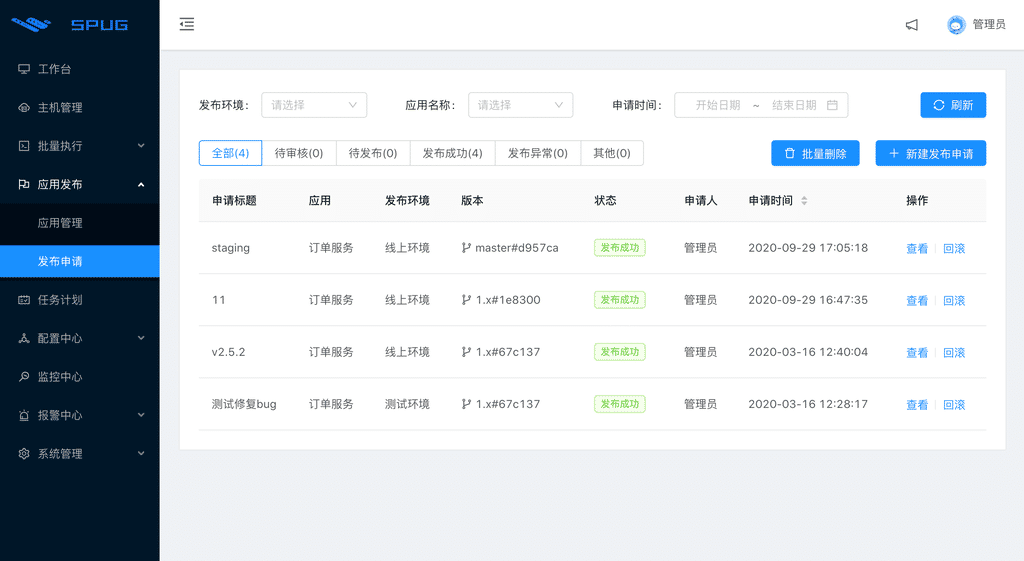 SPUG
管理员
工作台
主机管理
批量执行
应用发布
应用管理
发布申请
任务计划
配置中心
监控中心
报警中心
系统管理
发布环境： 请选择 应用名称： 请选择 申请时间： 开始日期 ~ 结束日期 刷新
全部(4) 待审核(0) 待发布(0) 发布成功(4) 发布异常(0) 其他(0) 批量删除 新建发布申请
申请标题 应用 发布环境 版本 状态 申请人 申请时间 操作
staging 订单服务 线上环境 master#d957ca 发布成功 管理员 2020-09-29 17:05:18 查看 回滚
11 订单服务 线上环境 1.x#1e8300 发布成功 管理员 2020-09-29 16:47:35 查看 回滚
v2.5.2 订单服务 线上环境 1.x#67c137 发布成功 管理员 2020-03-16 12:40:04 查看 回滚
测试修复bug 订单服务 测试环境 1.x#67c137 发布成功 管理员 2020-03-16 12:28:17 查看 回滚